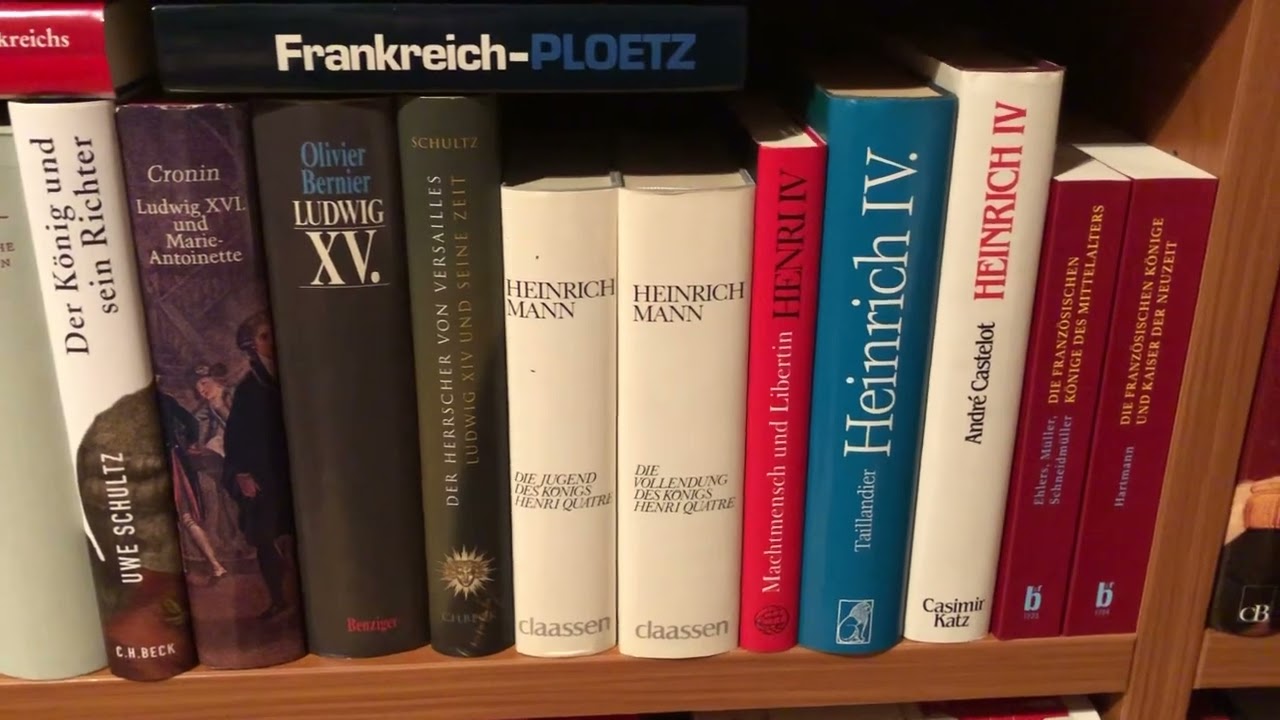 kreichs
Frankreich-PLOETZ
Der König und
sein Richter
UWE SCHULTZ
C.H.BECK
Cronin
Ludwig XVI.
und
Marie-
Antoinette
Olivier
Bernier
LUDWIG
XV.
Benziger
SCHULTZ
DER HERRSCHER VON VERSAILLES
LUDWIG XIV UND SEINE ZEIT
C.H.BECK
HEINRICH
MANN
DIE JUGEND
DES KÖNIGS
HENRI QUATRE
claassen
HEINRICH
MANN
DIE
VOLLENDUNG
DES KÖNIGS
HENRI QUATRE
claassen
Machtmensch und Libertin HENRI IV
Taillandier Heinrich IV.
André Castelot HEINRICH IV
Casimir
Katz
Ehlers, Müller,
Schneidmüller
DIE FRANZÖSISCHEN
KÖNIGE DES MITTELALTERS
bsr
Hartmann
DIE FRANZÖSISCHEN KÖNIGE
UND KAISER DER NEUZEIT
bsr
cB